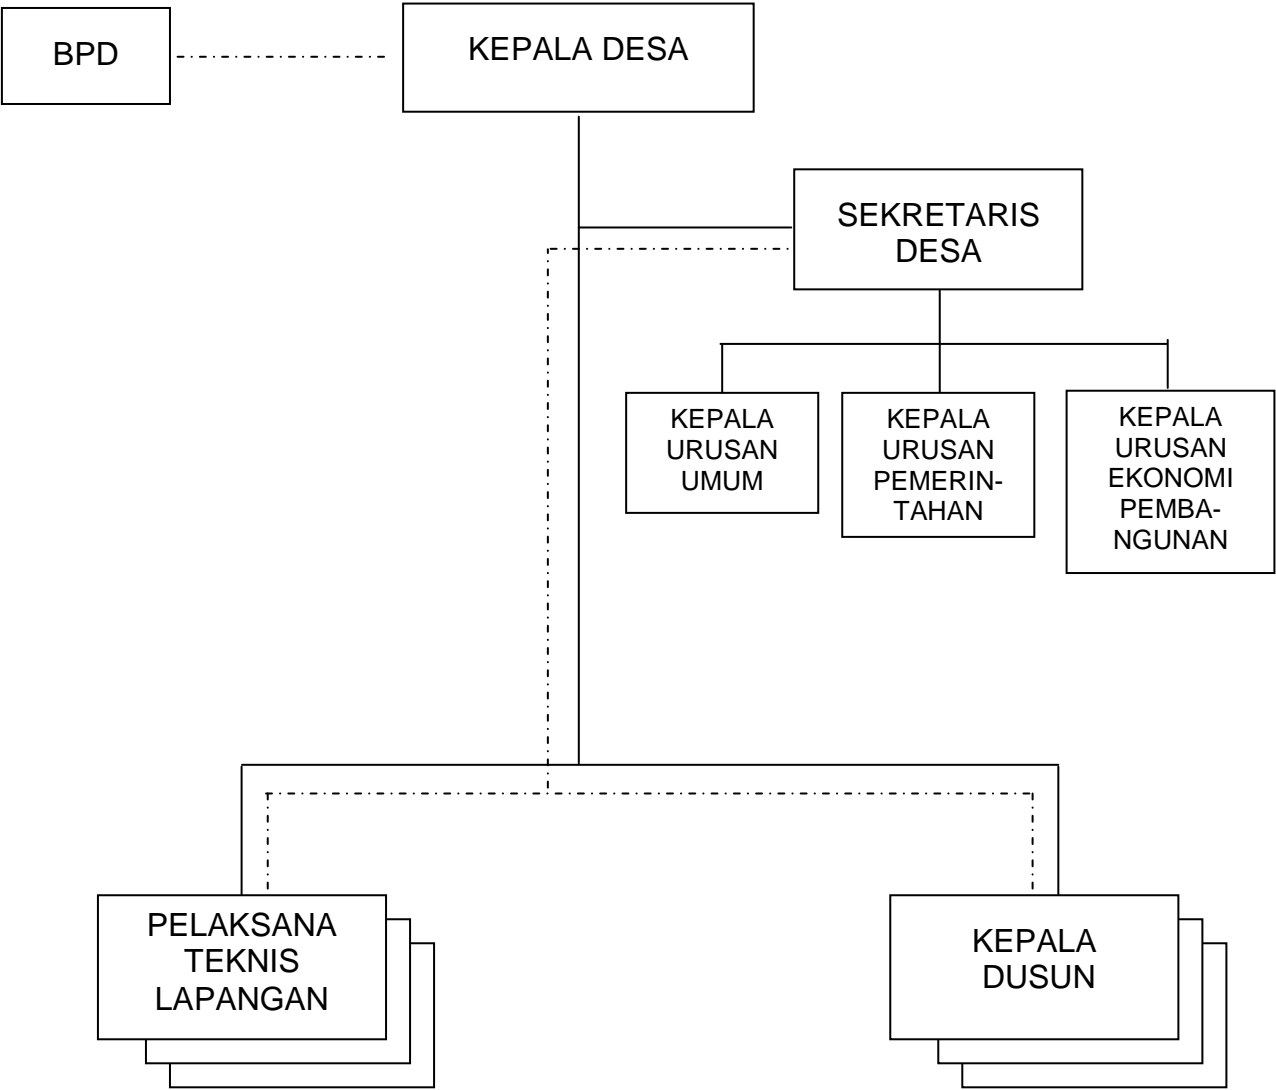 BPD
KEPALA DESA
SEKRETARIS
DESA
KEPALA
URUSAN
UMUM
KEPALA
URUSAN
PEMERIN-
TAHAN
KEPALA
URUSAN
EKONOMI
PEMBA-
NGUNAN
PELAKSANA
TEKNIS
LAPANGAN
KEPALA
DUSUN